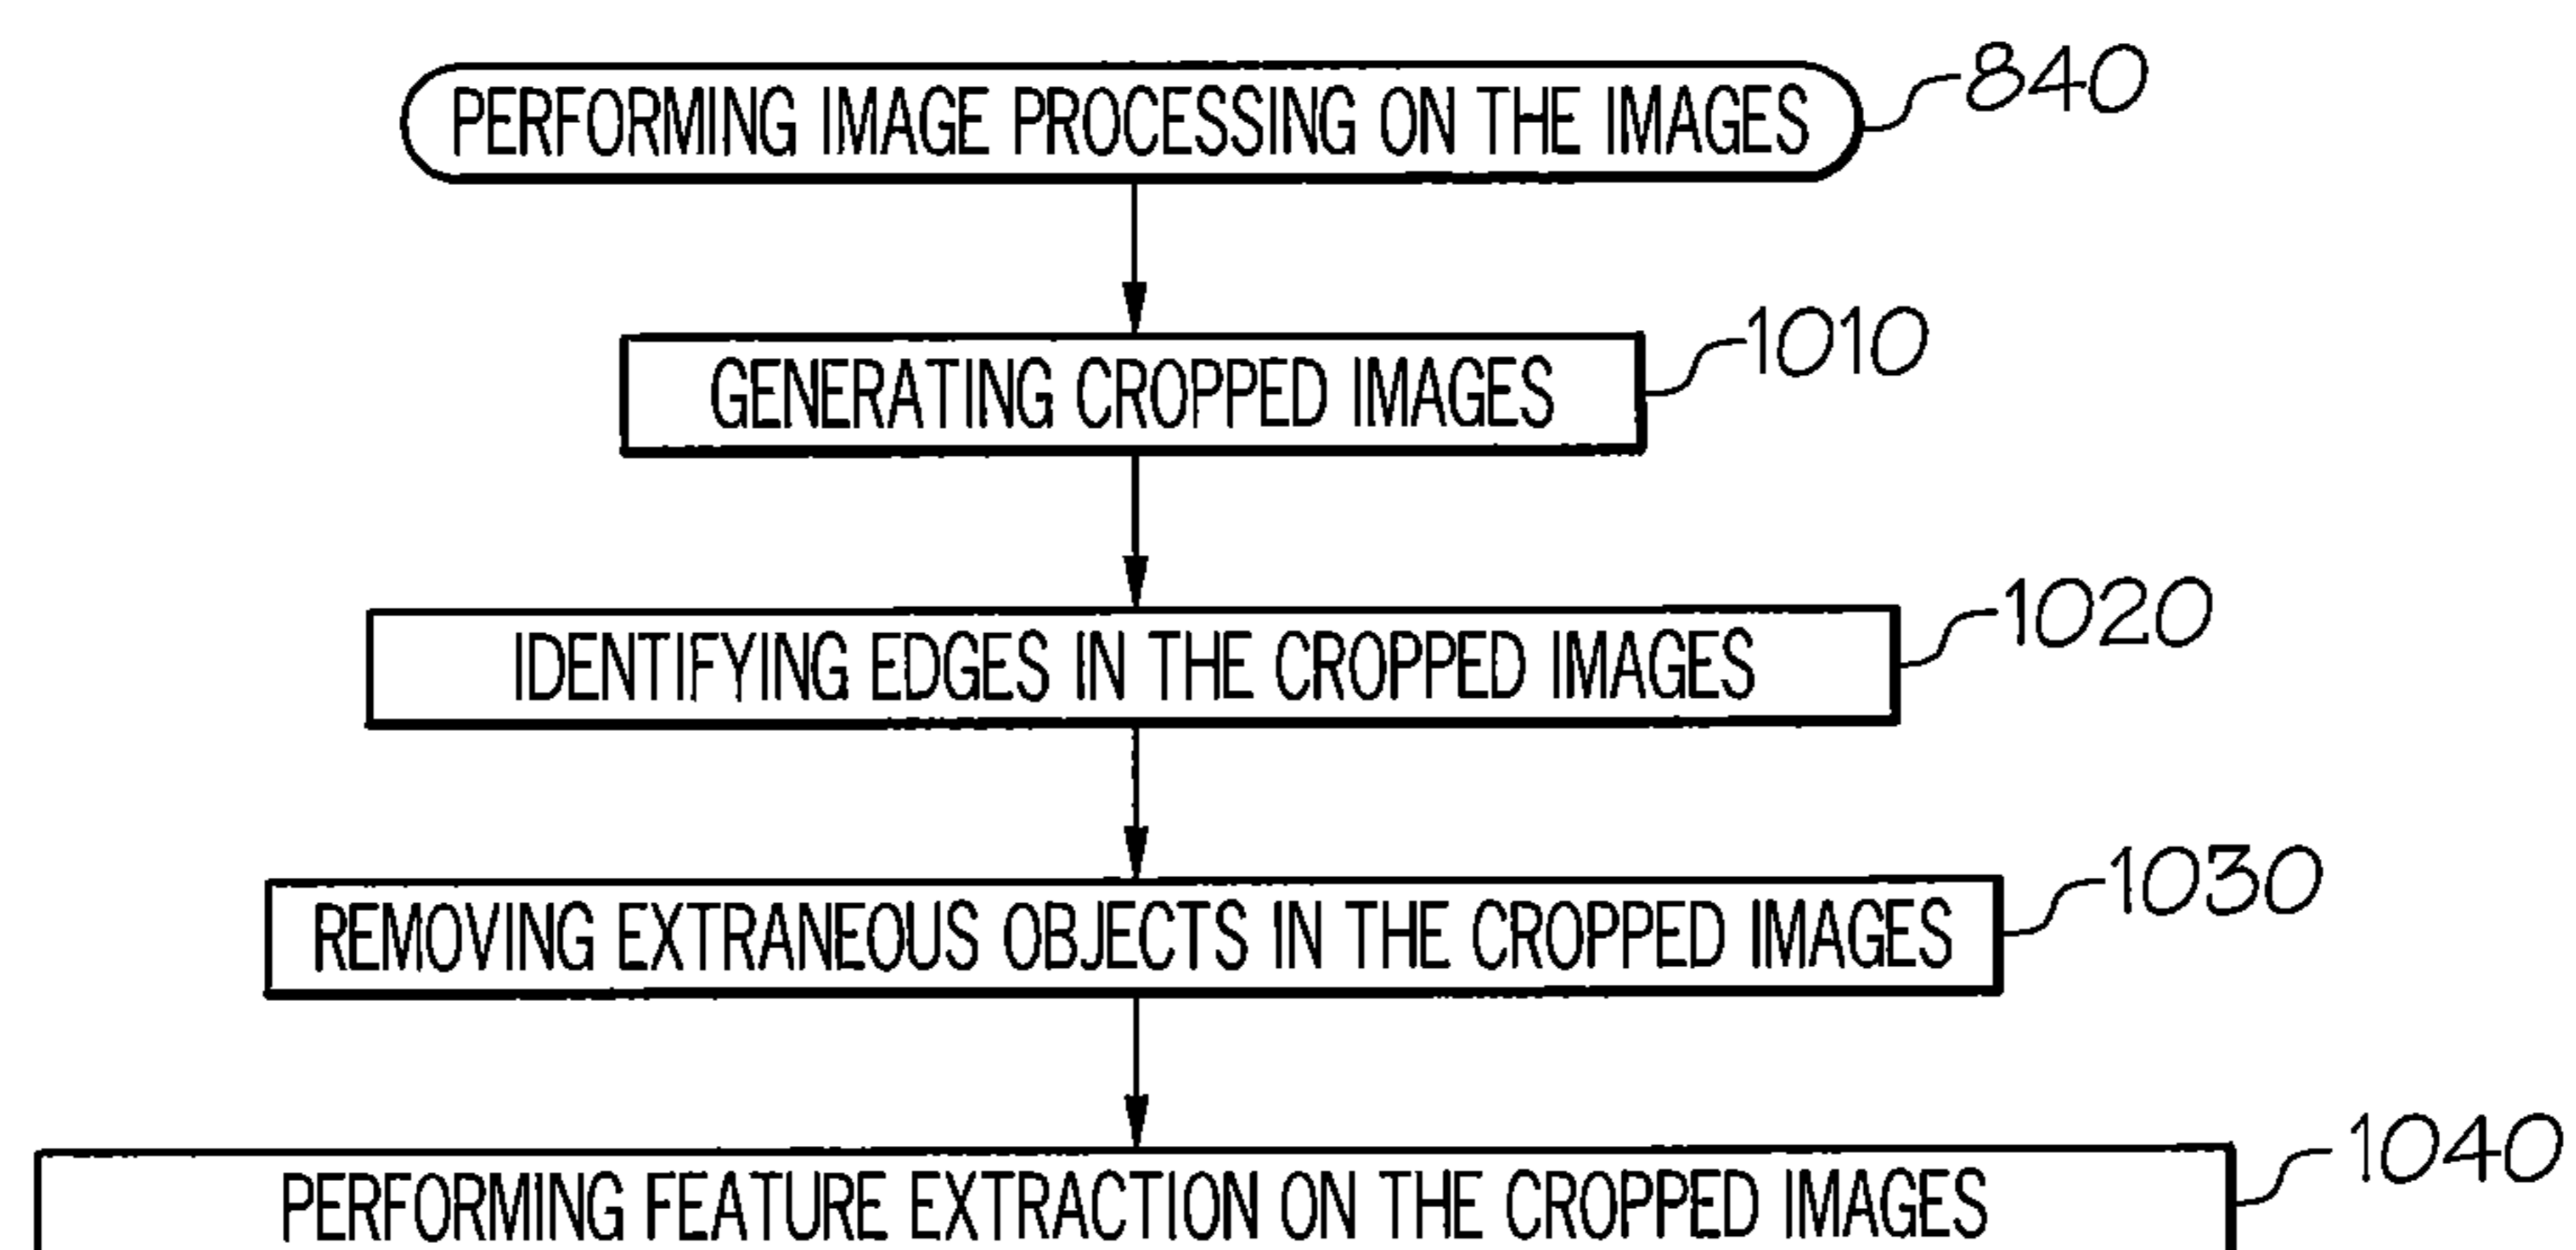 PERFORMING IMAGE PROCESSING ON THE IMAGES 840
GENERATING CROPPED IMAGES 1010
IDENTIFYING EDGES IN THE CROPPED IMAGES 1020
REMOVING EXTRANEOUS OBJECTS IN THE CROPPED IMAGES 1030
PERFORMING FEATURE EXTRACTION ON THE CROPPED IMAGES 1040